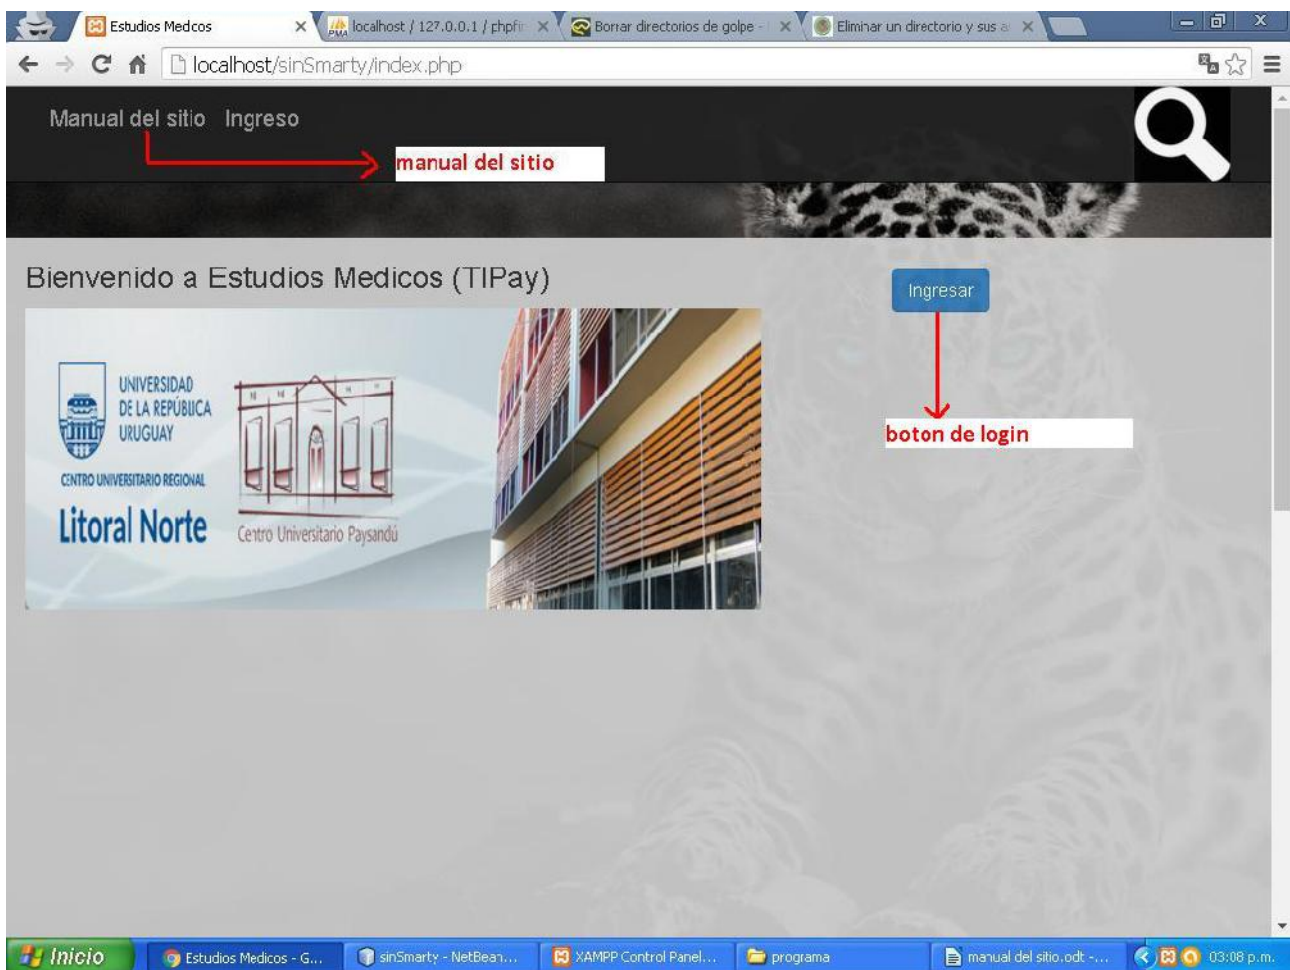 Estudios Medicos
localhost / 127.0.0.1 / phpfi
Borrar directorios de golpe -
Eliminar un directorio y sus a
localhost/sinSmarty/index.php
Manual del sitio Ingreso
manual del sitio
Bienvenido a Estudios Medicos (TIPay)
Ingresar
UNIVERSIDAD
DE LA REPÚBLICA
URUGUAY
CENTRO UNIVERSITARIO REGIONAL
Litoral Norte
Centro Universitario Paysandú
boton de login
Inicio
Estudios Medicos - G...
sinSmarty - NetBean...
XAMPP Control Panel...
programa
manual del sitio.odt -...
03:08 p.m.